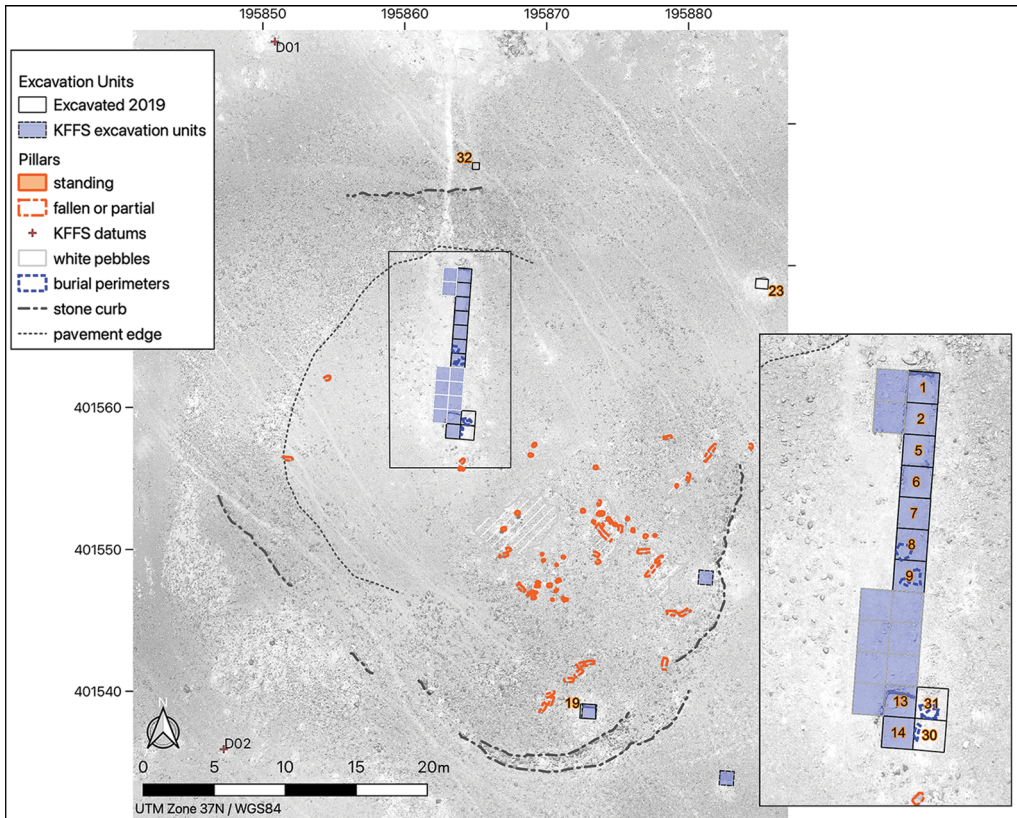 195850 195860 195870 195880
D01
Excavation Units
Excavated 2019
KFFS excavation units
Pillars
standing
fallen or partial
KFFS datums
white pebbles
burial perimeters
stone curb
pavement edge
32
23
401560
401550
401540
19
N
D02
0 5 10 15 20m
UTM Zone 37N / WGS84
1
2
5
6
7
8
9
13 31
14 30